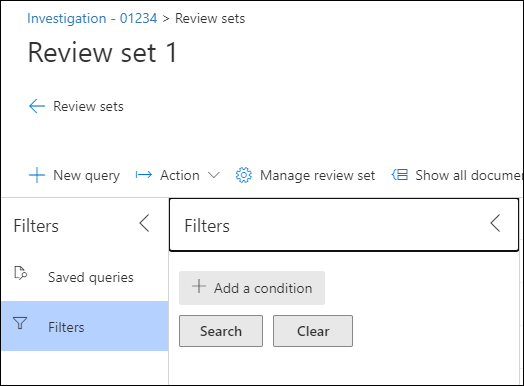 Investigation - 01234 > Review sets
Review set 1
Review sets
New query Action Manage review set Show all
Filters Filters
Saved queries
Add a condition
Filters
Search Clear